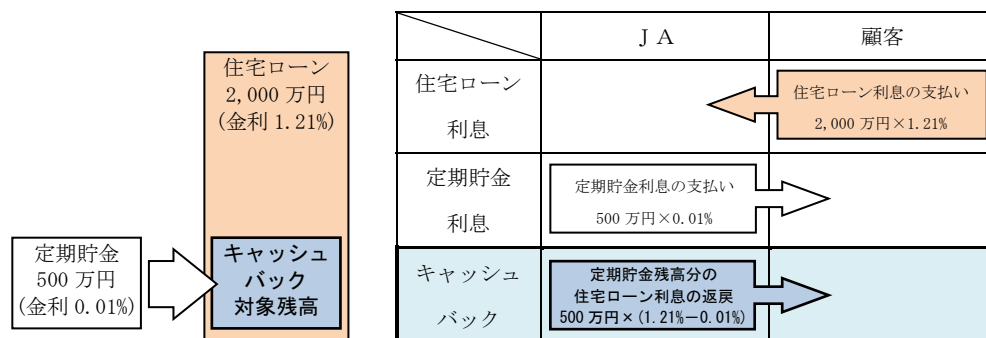 住宅ローン
2,000 万円
(金利 1.21%)
定期貯金
500 万円
(金利 0.01%)
キャッシュ
バック
対象残高
ＪＡ
顧客
住宅ローン
利息
住宅ローン利息の支払い
2,000 万円×1.21%
定期貯金
利息
定期貯金利息の支払い
500 万円×0.01%
キャッシュ
バック
定期貯金残高分の
住宅ローン利息の返戻
500 万円×(1.21%－0.01%)